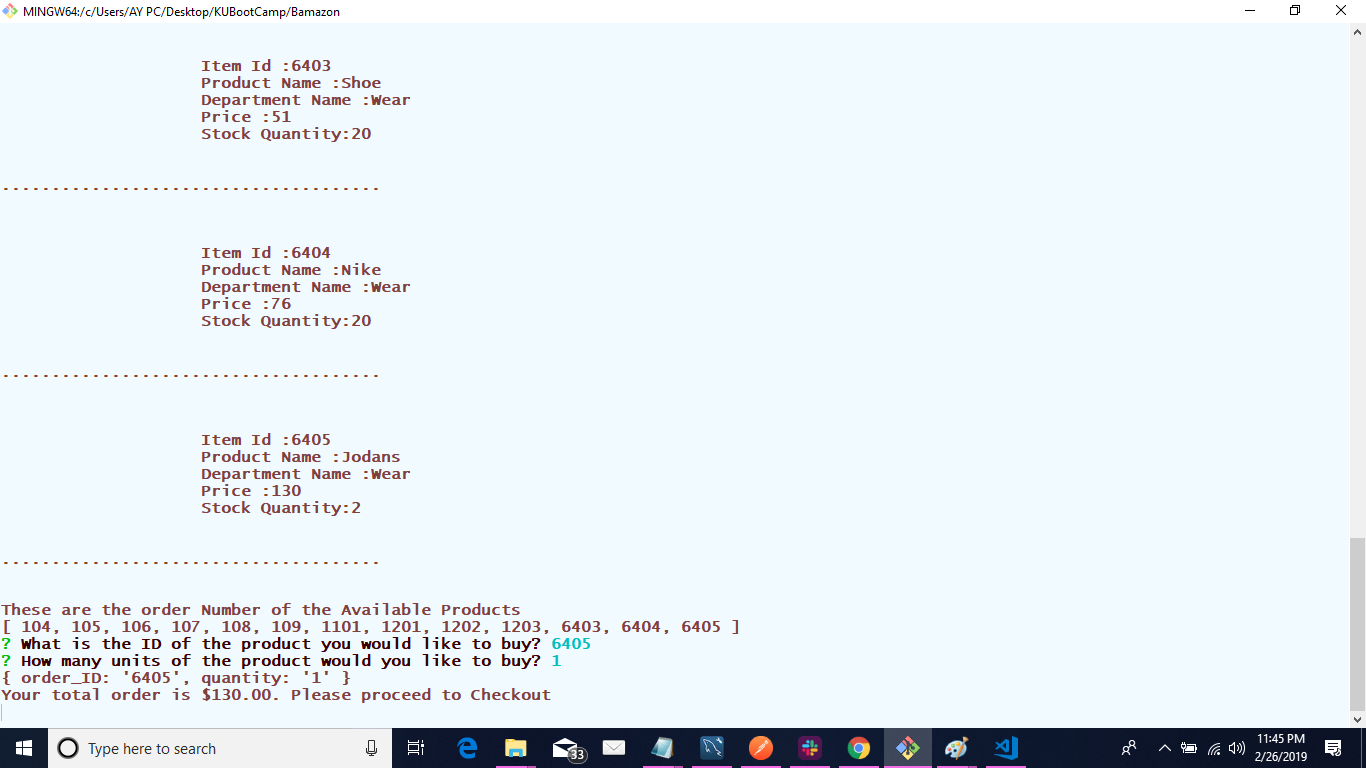 MINGW64:/c/Users/AY PC/Desktop/KUBootCamp/Bamazon
Item Id :6403
Product Name :Shoe
Department Name :Wear
Price :51
Stock Quantity:20
......................................
Item Id :6404
Product Name :Nike
Department Name :Wear
Price :76
Stock Quantity:20
......................................
Item Id :6405
Product Name :Jodans
Department Name :Wear
Price :130
Stock Quantity:2
......................................
These are the order Number of the Available Products
[ 104, 105, 106, 107, 108, 109, 1101, 1201, 1202, 1203, 6403, 6404, 6405 ]
? What is the ID of the product you would like to buy? 6405
? How many units of the product would you like to buy? 1
{ order_ID: '6405', quantity: '1' }
Your total order is $130.00. Please proceed to Checkout
Type here to search
33
11:45 PM
2/26/2019